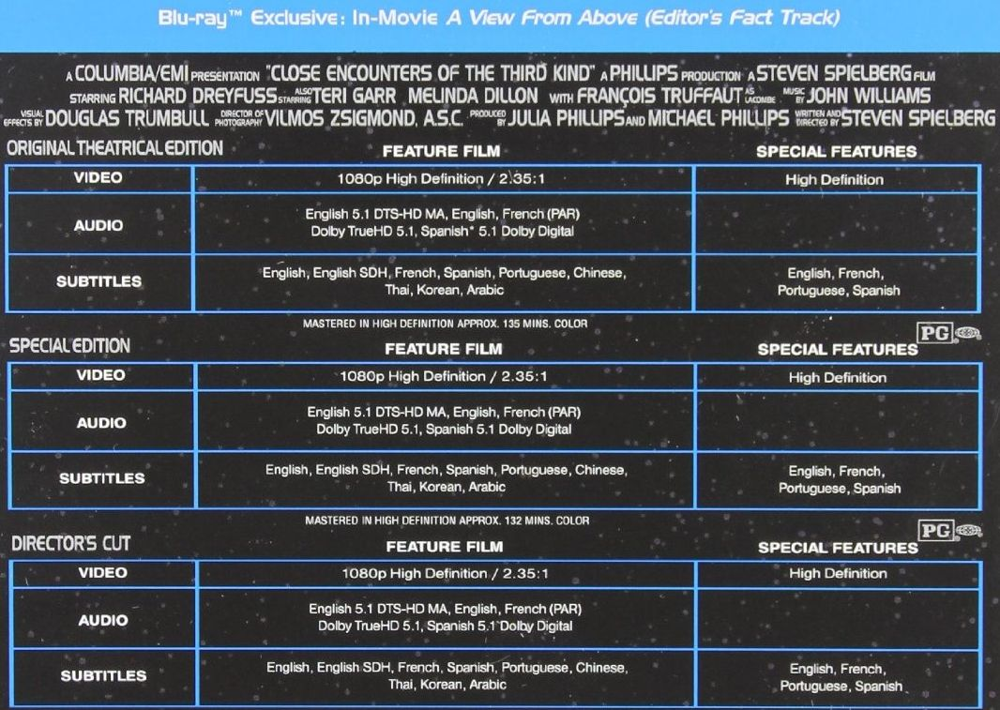 Blu-ray™ Exclusive: In-Movie A View From Above (Editor's Fact Track)
A COLUMBIA/EMI PRESENTATION "CLOSE ENCOUNTERS OF THE THIRD KIND" A PHILLIPS PRODUCTION A STEVEN SPIELBERG FILM
STARRING RICHARD DREYFUSS ALSO STARRING TERI GARR MELINDA DILLON WITH FRANÇOIS TRUFFAUT AS LACOMBE MUSIC BY JOHN WILLIAMS
VISUAL EFFECTS BY DOUGLAS TRUMBULL DIRECTOR OF PHOTOGRAPHY VILMOS ZSIGMOND, A.S.C. PRODUCED BY JULIA PHILLIPS AND MICHAEL PHILLIPS WRITTEN AND DIRECTED BY STEVEN SPIELBERG
ORIGINAL THEATRICAL EDITION FEATURE FILM SPECIAL FEATURES
VIDEO 1080p High Definition / 2.35:1 High Definition
AUDIO English 5.1 DTS-HD MA, English, French (PAR)
Dolby TrueHD 5.1, Spanish* 5.1 Dolby Digital
SUBTITLES English, English SDH, French, Spanish, Portuguese, Chinese,
Thai, Korean, Arabic
English, French,
Portuguese, Spanish
MASTERED IN HIGH DEFINITION APPROX. 135 MINS. COLOR
PG
SPECIAL EDITION FEATURE FILM SPECIAL FEATURES
VIDEO 1080p High Definition / 2.35:1 High Definition
AUDIO English 5.1 DTS-HD MA, English, French (PAR)
Dolby TrueHD 5.1, Spanish 5.1 Dolby Digital
SUBTITLES English, English SDH, French, Spanish, Portuguese, Chinese,
Thai, Korean, Arabic
English, French,
Portuguese, Spanish
MASTERED IN HIGH DEFINITION APPROX. 132 MINS. COLOR
PG
DIRECTOR'S CUT FEATURE FILM SPECIAL FEATURES
VIDEO 1080p High Definition / 2.35:1 High Definition
AUDIO English 5.1 DTS-HD MA, English, French (PAR)
Dolby TrueHD 5.1, Spanish 5.1 Dolby Digital
SUBTITLES English, English SDH, French, Spanish, Portuguese, Chinese,
Thai, Korean, Arabic
English, French,
Portuguese, Spanish